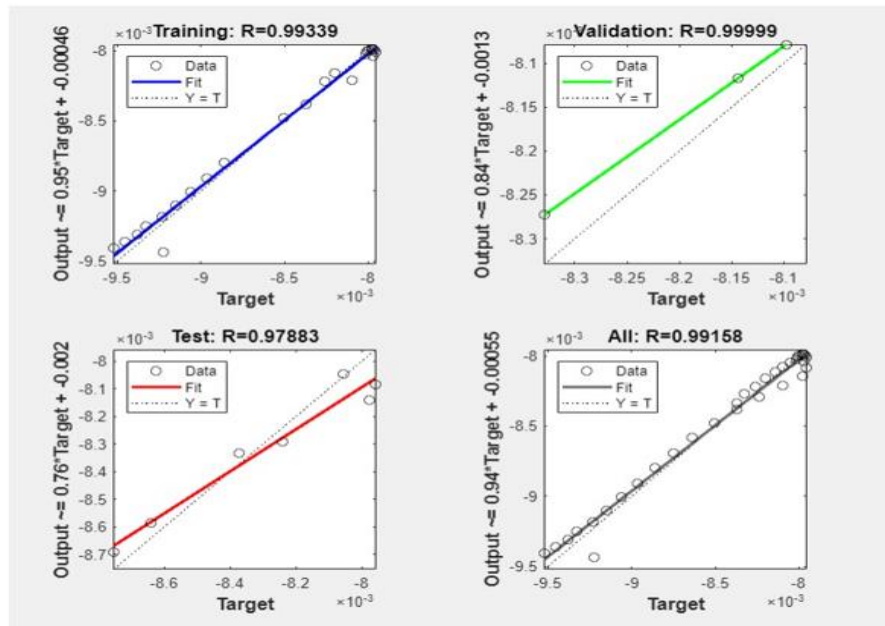 ×10⁻³ Training: R=0.99339
Output ~= 0.95*Target + -0.00046
-8
-8.5
-9
-9.5
Data
Fit
Y = T
-9.5 -9 -8.5 -8
×10⁻³
Target
×10⁻³ Validation: R=0.99999
Output ~= 0.84*Target + -0.0013
-8.1
-8.15
-8.2
-8.25
-8.3
Data
Fit
Y = T
-8.3 -8.25 -8.2 -8.15 -8.1
×10⁻³
Target
×10⁻³ Test: R=0.97883
Output ~= 0.76*Target + -0.002
-8
-8.1
-8.2
-8.3
-8.4
-8.5
-8.6
-8.7
Data
Fit
Y = T
-8.6 -8.4 -8.2 -8
×10⁻³
Target
×10⁻³ All: R=0.99158
Output ~= 0.94*Target + -0.00055
-8
-8.5
-9
-9.5
Data
Fit
Y = T
-9.5 -9 -8.5 -8
×10⁻³
Target